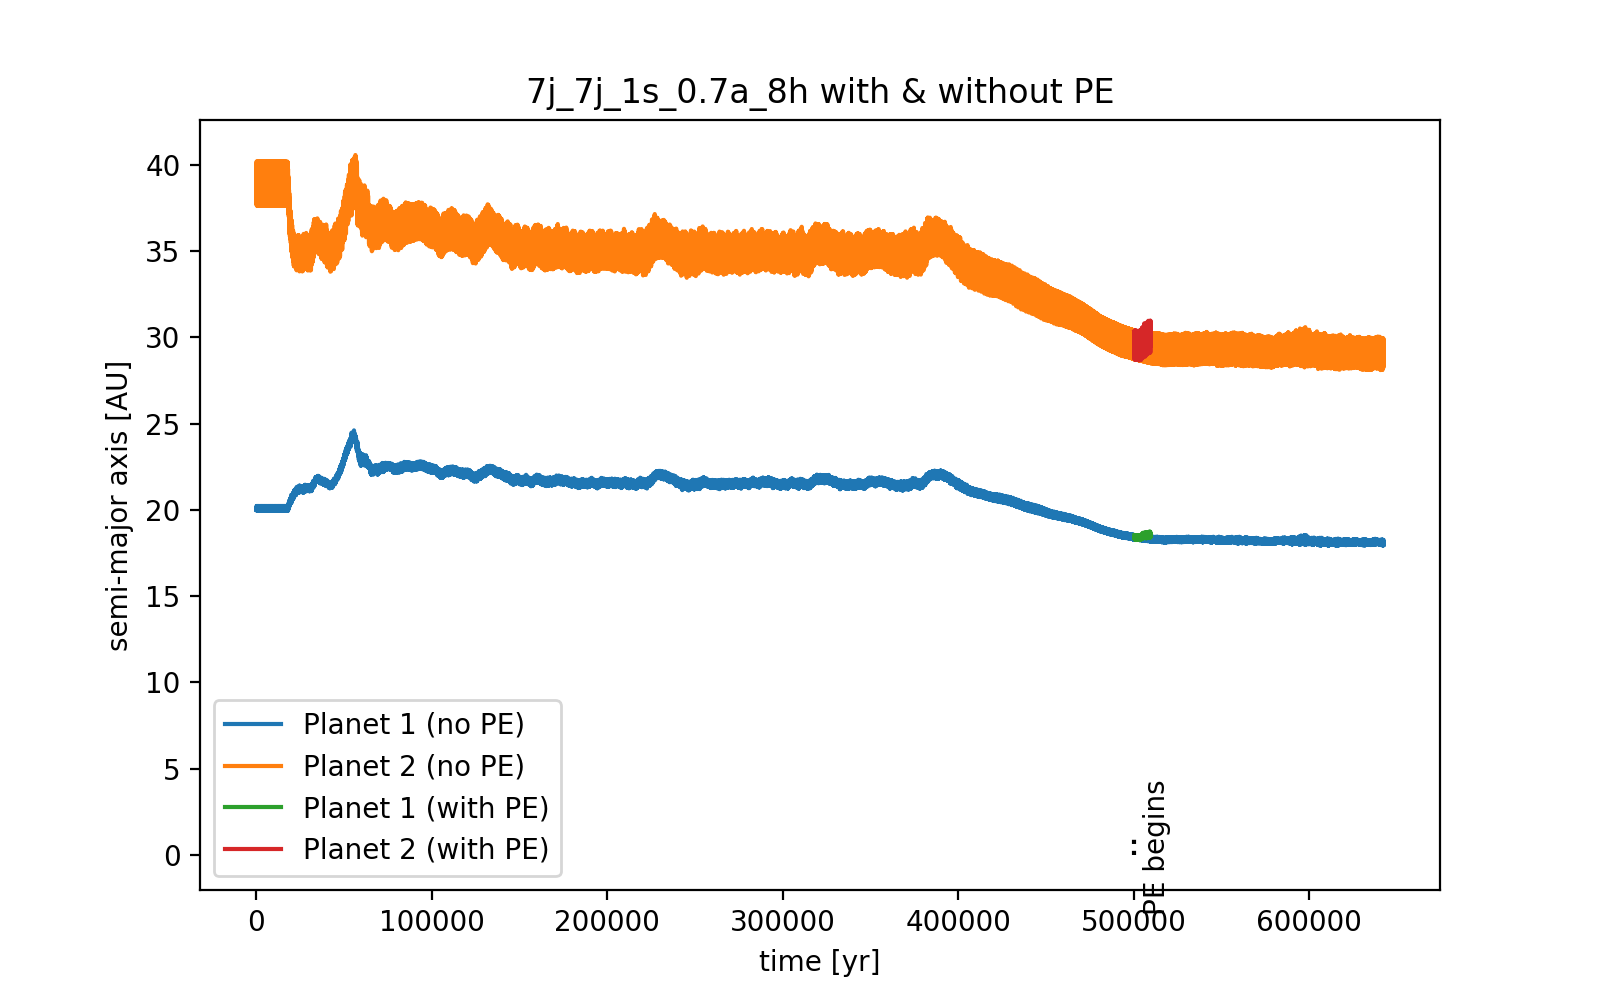 7j_7j_1s_0.7a_8h with & without PE
semi-major axis [AU]
40
35
30
25
20
15
10
5
0
Planet 1 (no PE)
Planet 2 (no PE)
Planet 1 (with PE)
Planet 2 (with PE)
PE begins
0
100000
200000
300000
400000
500000
600000
time [yr]